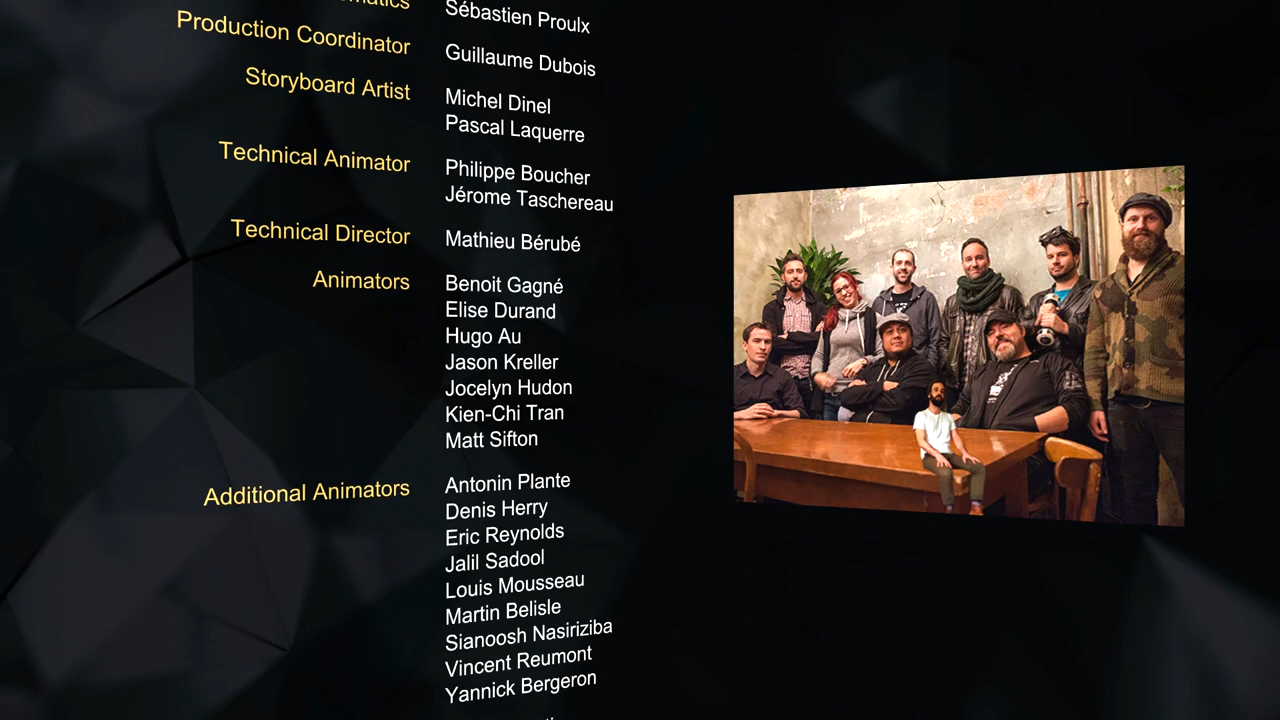 Sébastien Proulx
Production Coordinator
Guillaume Dubois
Storyboard Artist
Michel Dinel
Pascal Laquerre
Technical Animator
Philippe Boucher
Jérome Taschereau
Technical Director
Mathieu Bérubé
Animators
Benoit Gagné
Elise Durand
Hugo Au
Jason Kreller
Jocelyn Hudon
Kien-Chi Tran
Matt Sifton
Additional Animators
Antonin Plante
Denis Herry
Eric Reynolds
Jalil Sadool
Louis Mousseau
Martin Belisle
Sianoosh Nasiriziba
Vincent Reumont
Yannick Bergeron